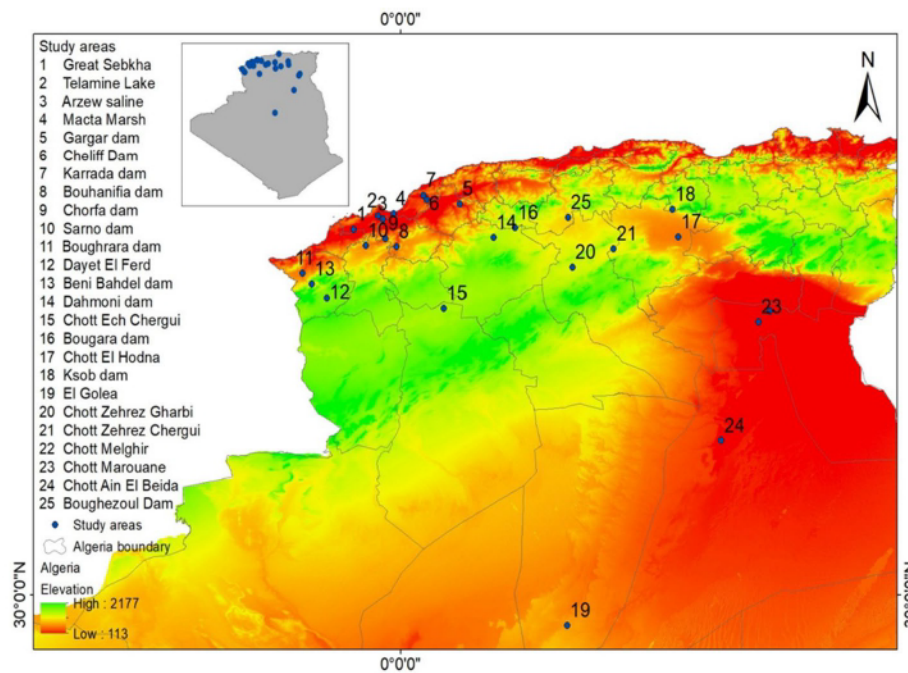 0°0'0"
Study areas
1 Great Sebkha
2 Telamine Lake
3 Arzew saline
4 Macta Marsh
5 Gargar dam
6 Cheliff Dam
7 Karrada dam
8 Bouhanifia dam
9 Chorfa dam
10 Sarno dam
11 Boughrara dam
12 Dayet El Ferd
13 Beni Bahdel dam
14 Dahmoni dam
15 Chott Ech Chergui
16 Bougara dam
17 Chott El Hodna
18 Ksob dam
19 El Golea
20 Chott Zehrez Gharbi
21 Chott Zehrez Chergui
22 Chott Melghir
23 Chott Marouane
24 Chott Ain El Beida
25 Boughezoul Dam
Study areas
Algeria boundary
Algeria
Elevation
High : 2177
Low : 113
N
7
5
6
4
23
1
9
10
8
11
13
12
14
16
25
18
17
21
20
15
23
24
19
30°0'0"N
0°0'0"